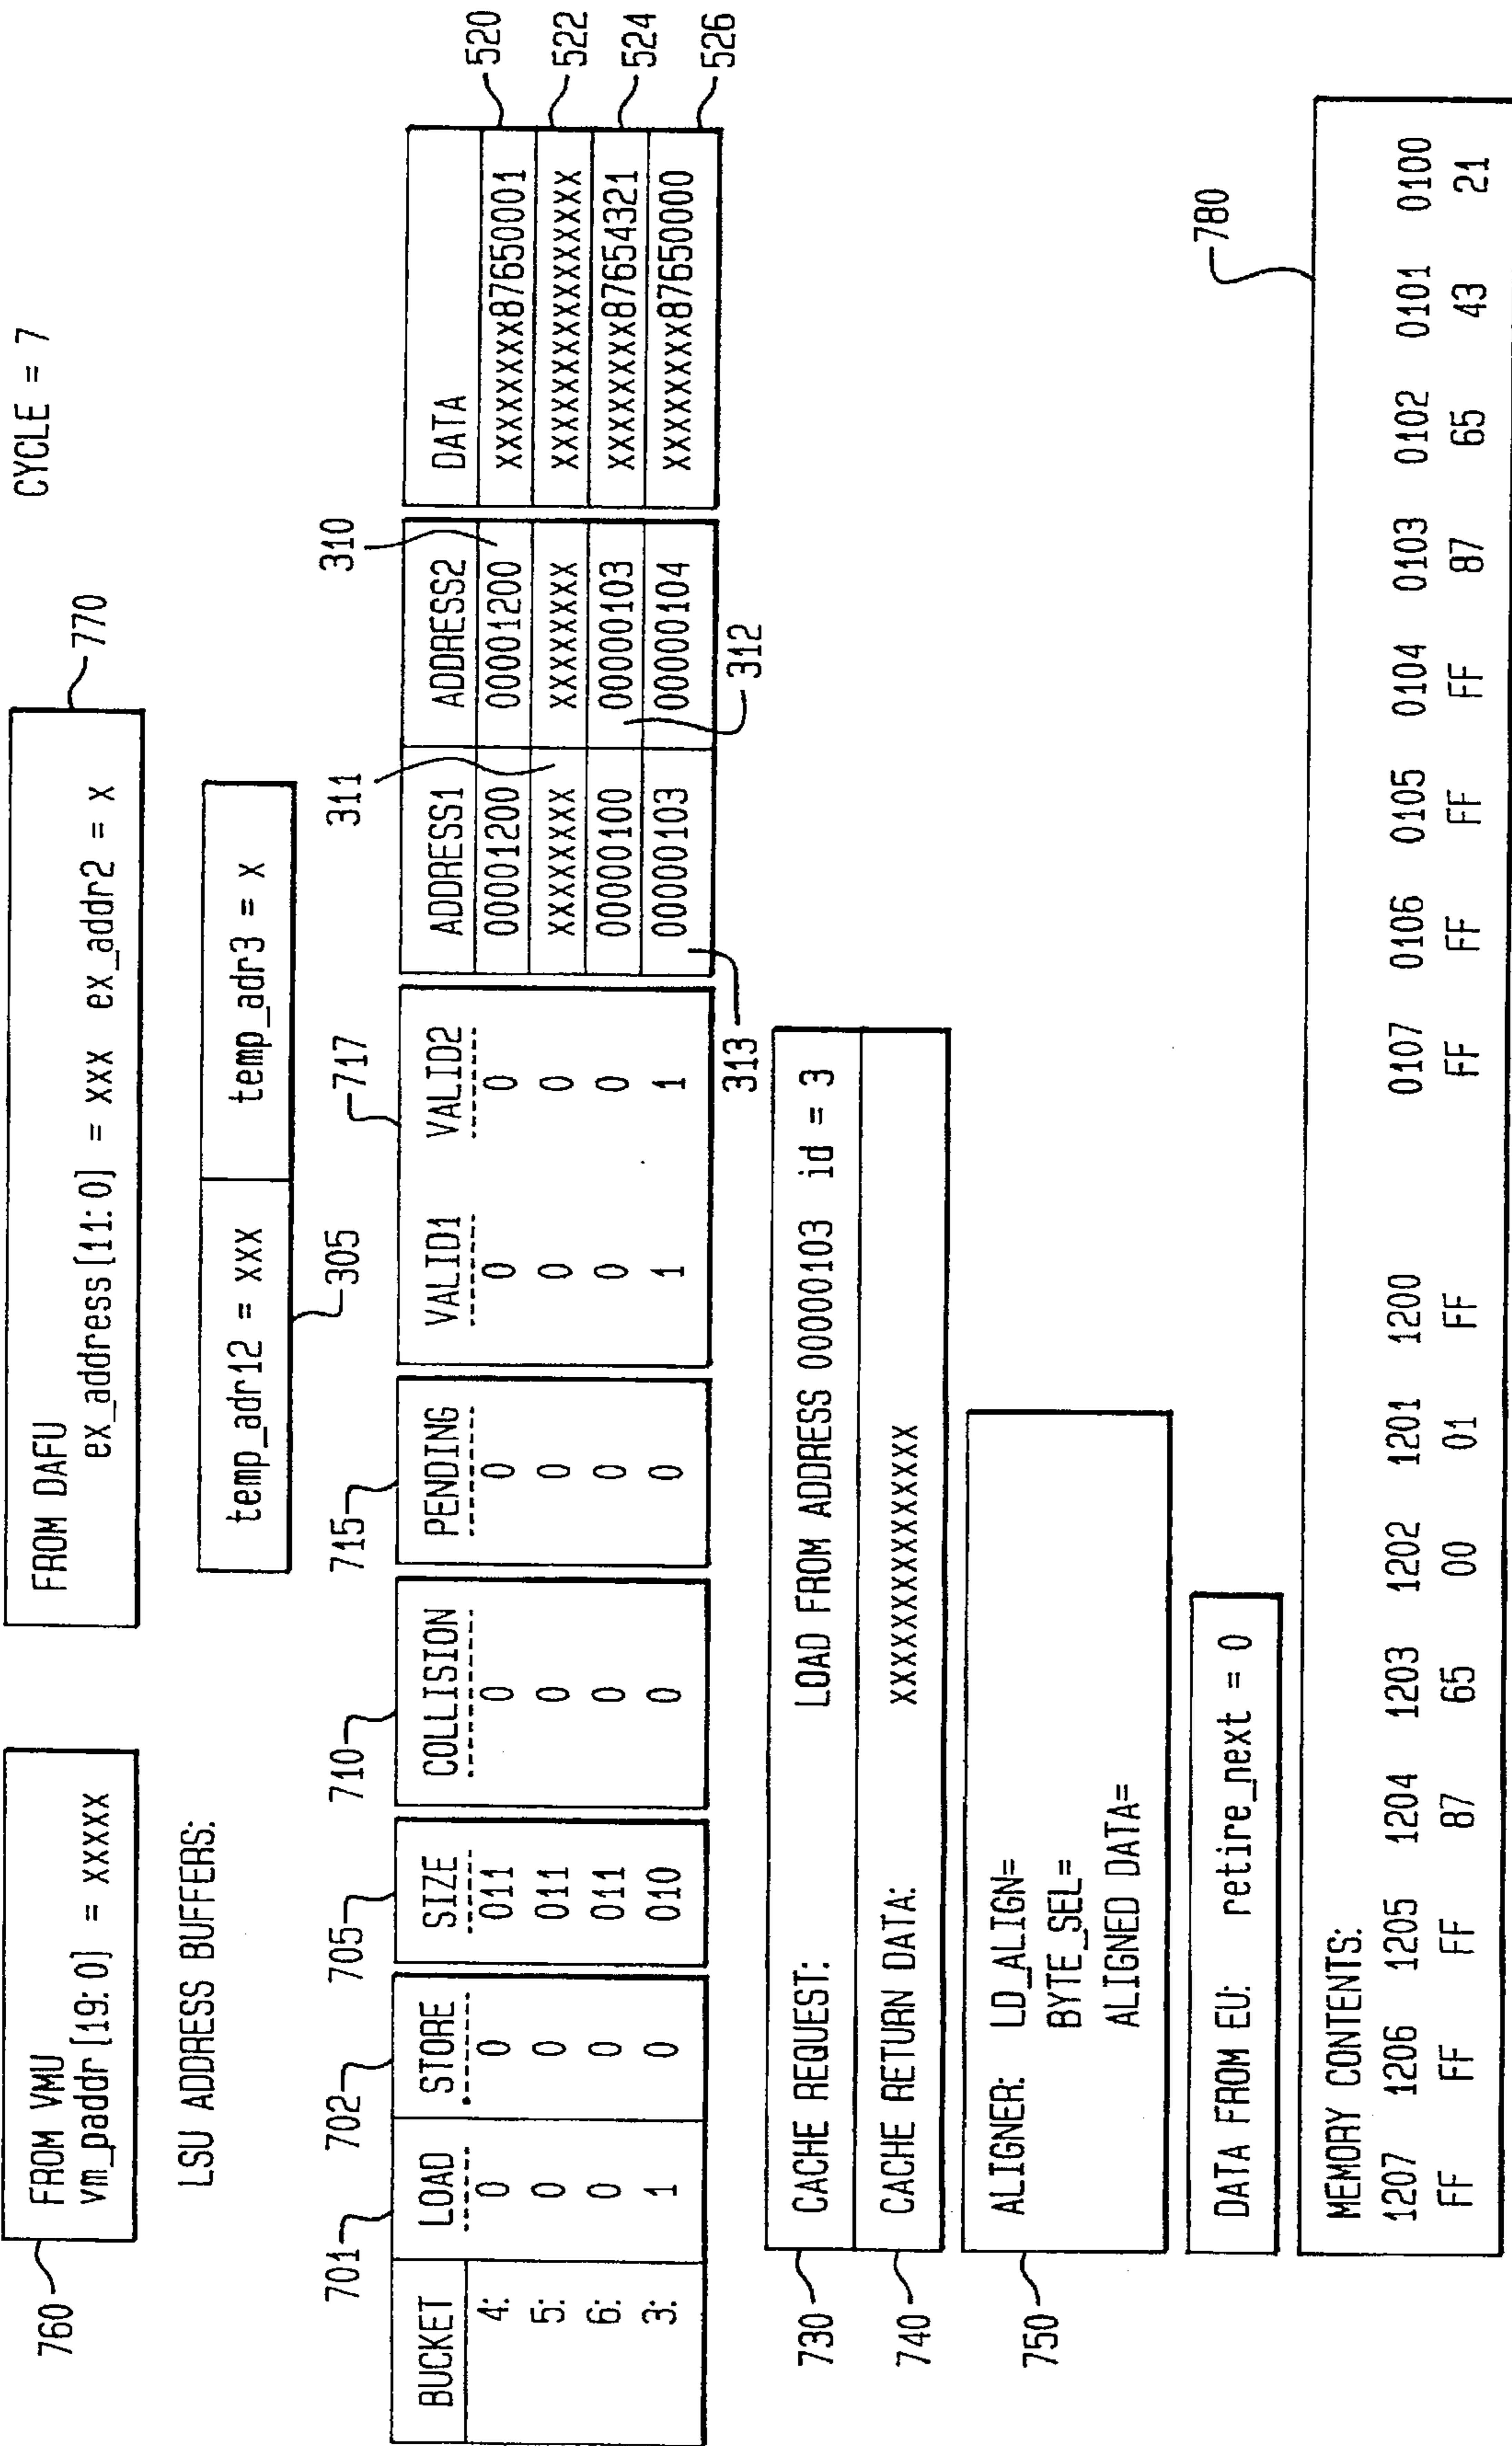 CYCLE = 7
FROM VMU
vm_paddr [19:0] = XXXXX
760
FROM DAFU
ex_address [11:0] = XXX ex_addr2 = X
770
temp_adr12 = XXX temp_adr3 = X
305
LSU ADDRESS BUFFERS:
701 702 705 710 715 717 311 310
BUCKET LOAD STORE SIZE COLLISION PENDING VALID1 VALID2 ADDRESS1 ADDRESS2 DATA
4: 0 0 011 0 0 0 0 00001200 00001200 XXXXXXXX87650001 520
5: 0 0 011 0 0 0 0 XXXXXXXX XXXXXXXX XXXXXXXXXXXXXXXX 522
6: 0 0 011 0 0 0 0 00000100 00000103 XXXXXXXX87654321 524
3: 1 0 010 0 0 1 1 00000103 00000104 XXXXXXXX87650000 526
313 312
730 CACHE REQUEST: LOAD FROM ADDRESS 00000103 id = 3
740 CACHE RETURN DATA: XXXXXXXXXXXXXXXX
750 ALIGNER: LD_ALIGN=
BYTE_SEL=
ALIGNED DATA=
DATA FROM EU: retire_next = 0
780
MEMORY CONTENTS:
1207 1206 1205 1204 1203 1202 1201 1200 0107 0106 0105 0104 0103 0102 0101 0100
FF FF FF 87 65 00 01 FF FF FF FF FF 87 65 43 21